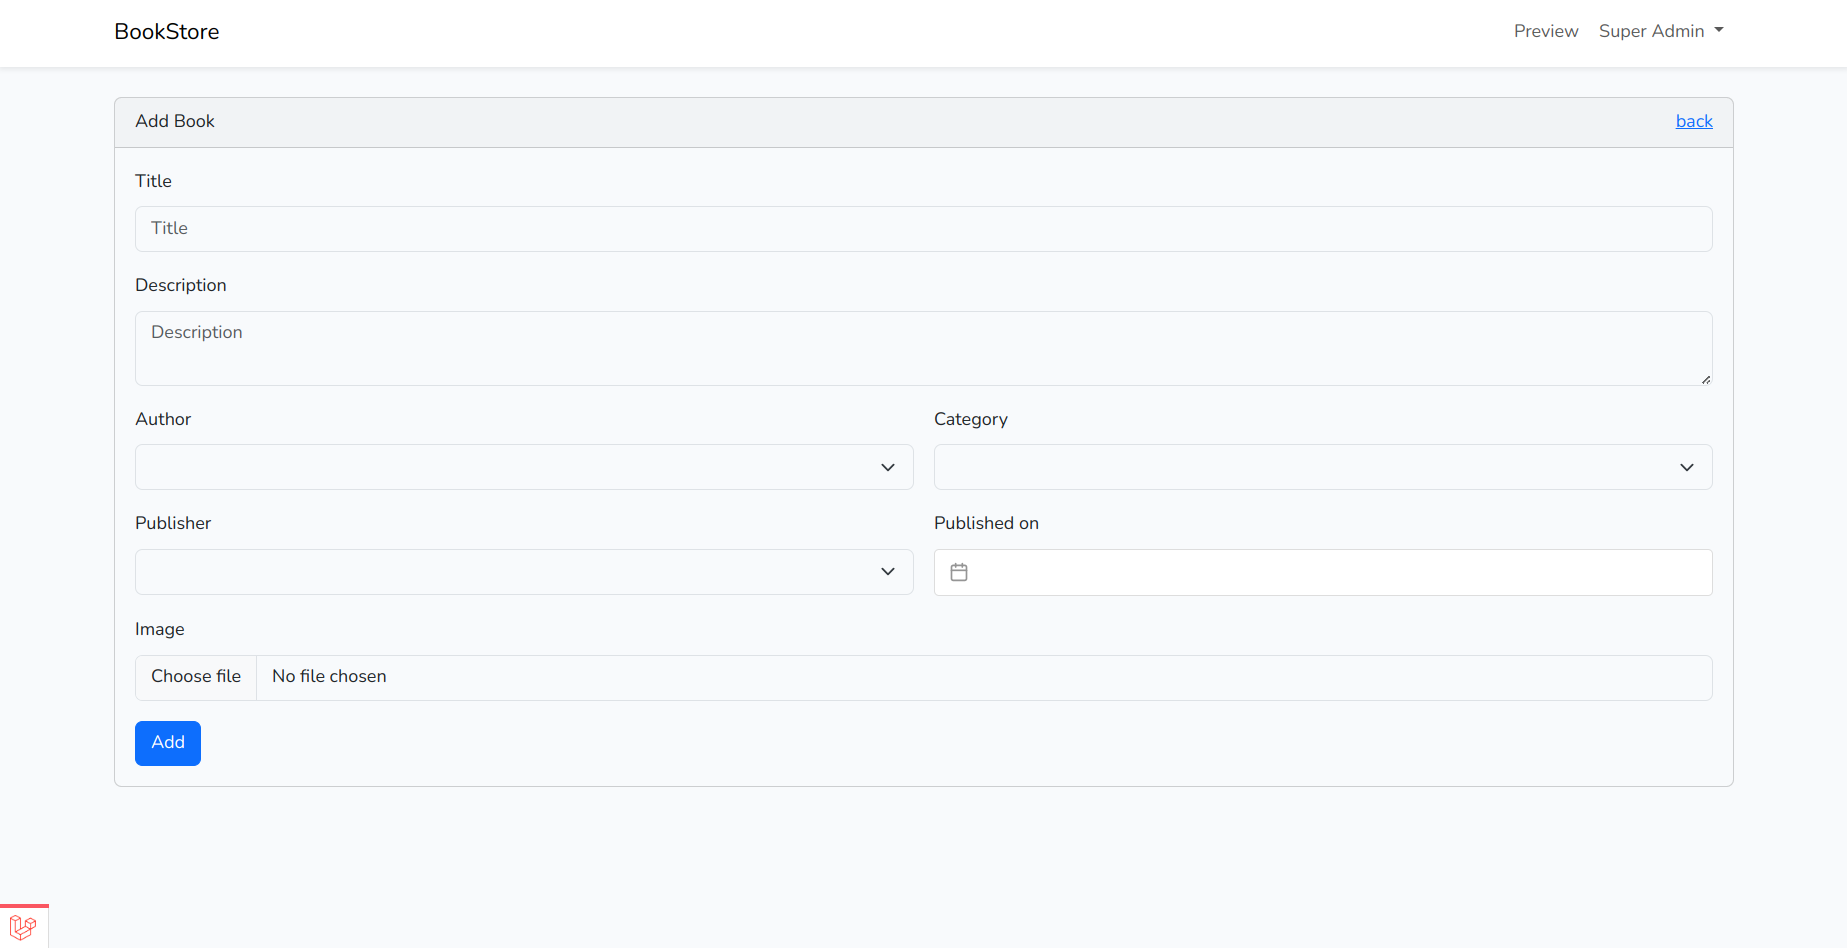 BookStore
Preview
Super Admin
Add Book
back
Title
Title
Description
Description
Author
Category
Publisher
Published on
Image
Choose file
No file chosen
Add